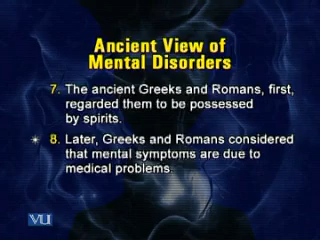 Ancient View of
Mental Disorders
7. The ancient Greeks and Romans, first,
regarded them to be possessed
by spirits.
8. Later, Greeks and Romans considered
that mental symptoms are due to
medical problems.
VU